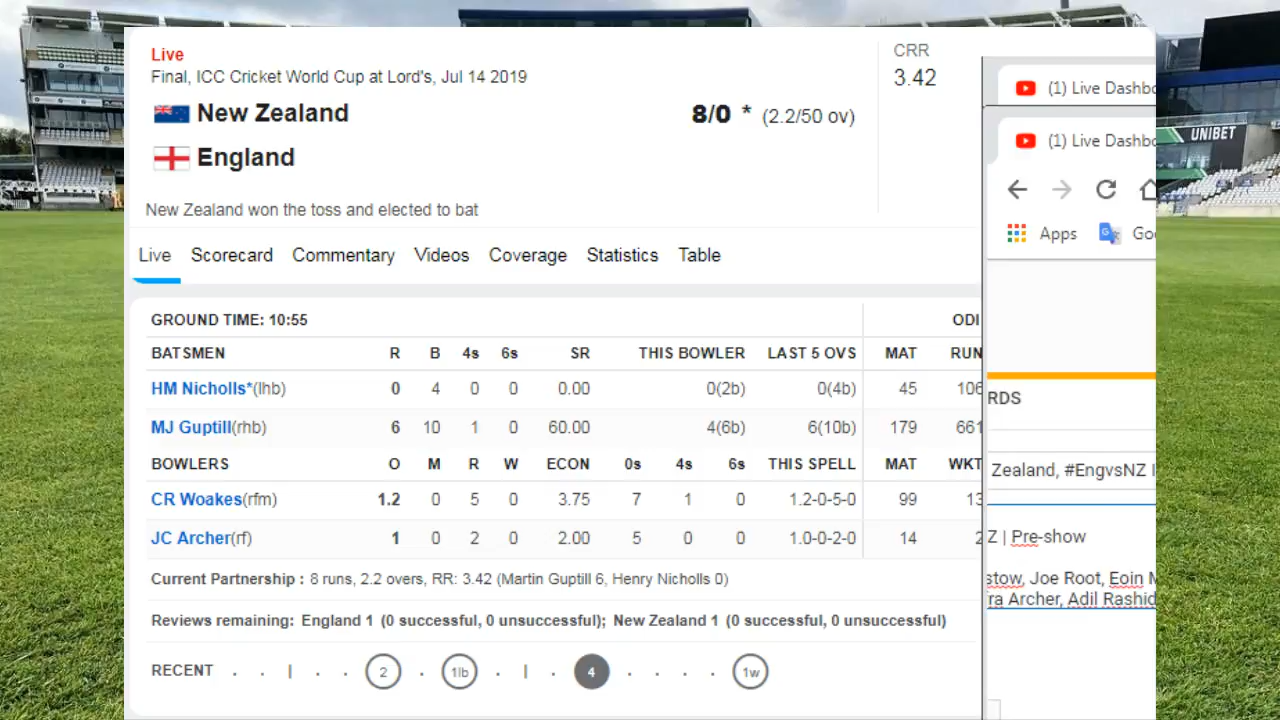 Live
Final, ICC Cricket World Cup at Lord's, Jul 14 2019
New Zealand 8/0 * (2.2/50 ov)
England
New Zealand won the toss and elected to bat
CRR
3.42
Live Scorecard Commentary Videos Coverage Statistics Table
GROUND TIME: 10:55 ODI
BATSMEN R B 4s 6s SR THIS BOWLER LAST 5 OVS MAT RUN
HM Nicholls*(lhb) 0 4 0 0 0.00 0(2b) 0(4b) 45 106
MJ Guptill(rhb) 6 10 1 0 60.00 4(6b) 6(10b) 179 661
BOWLERS O M R W ECON 0s 4s 6s THIS SPELL MAT WKT
CR Woakes(rfm) 1.2 0 5 0 3.75 7 1 0 1.2-0-5-0 99 13
JC Archer(rf) 1 0 2 0 2.00 5 0 0 1.0-0-2-0 14 2
Current Partnership : 8 runs, 2.2 overs, RR: 3.42 (Martin Guptill 6, Henry Nicholls 0)
Reviews remaining: England 1 (0 successful, 0 unsuccessful); New Zealand 1 (0 successful, 0 unsuccessful)
RECENT . . | . . 2 . 1lb . | . 4 . . . . 1w
(1) Live Dashbo
(1) Live Dashbo
Apps Goo
RDS
Zealand, #EngvsNZ I
Z | Pre-show
stow, Joe Root, Eoin M
ra Archer, Adil Rashid
UNIBET